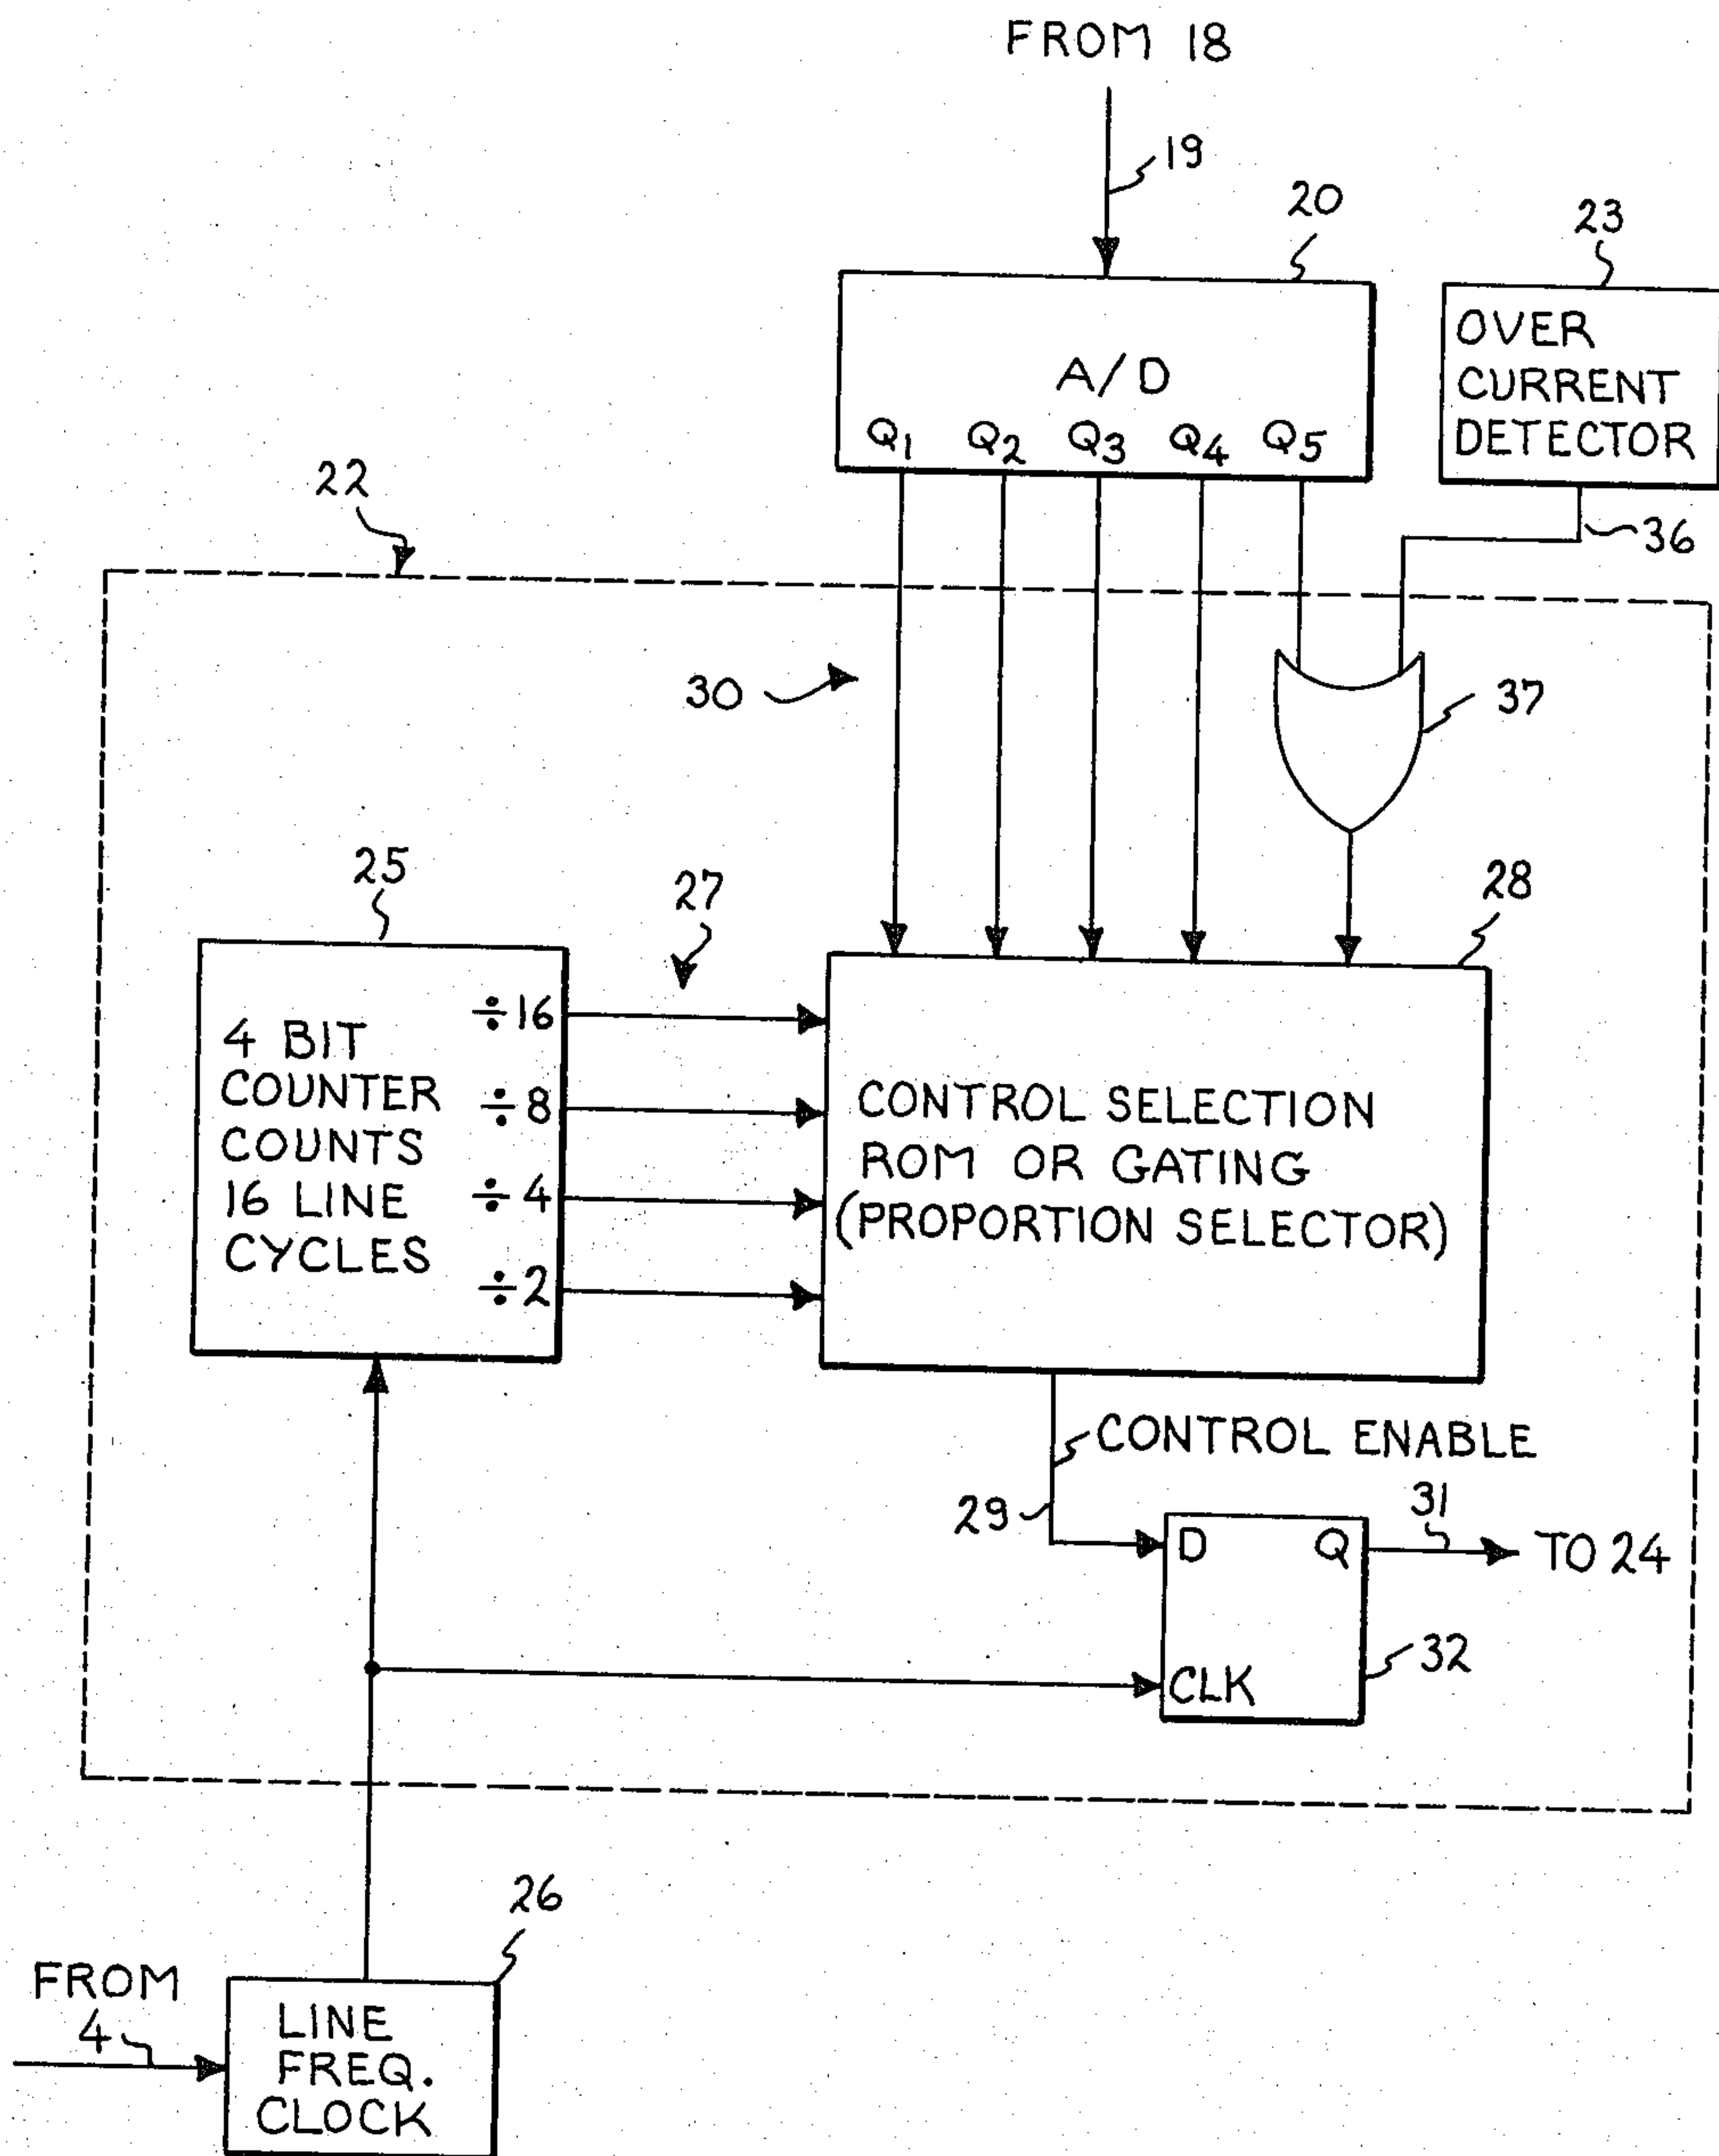 FROM 18
19
20
23
A/D
Q1 Q2 Q3 Q4 Q5
OVER
CURRENT
DETECTOR
36
22
30
37
25
27
28
4 BIT
COUNTER
COUNTS
16 LINE
CYCLES
÷16
÷8
÷4
÷2
CONTROL SELECTION
ROM OR GATING
(PROPORTION SELECTOR)
CONTROL ENABLE
29
31
D Q
TO 24
CLK
32
26
FROM
4
LINE
FREQ.
CLOCK